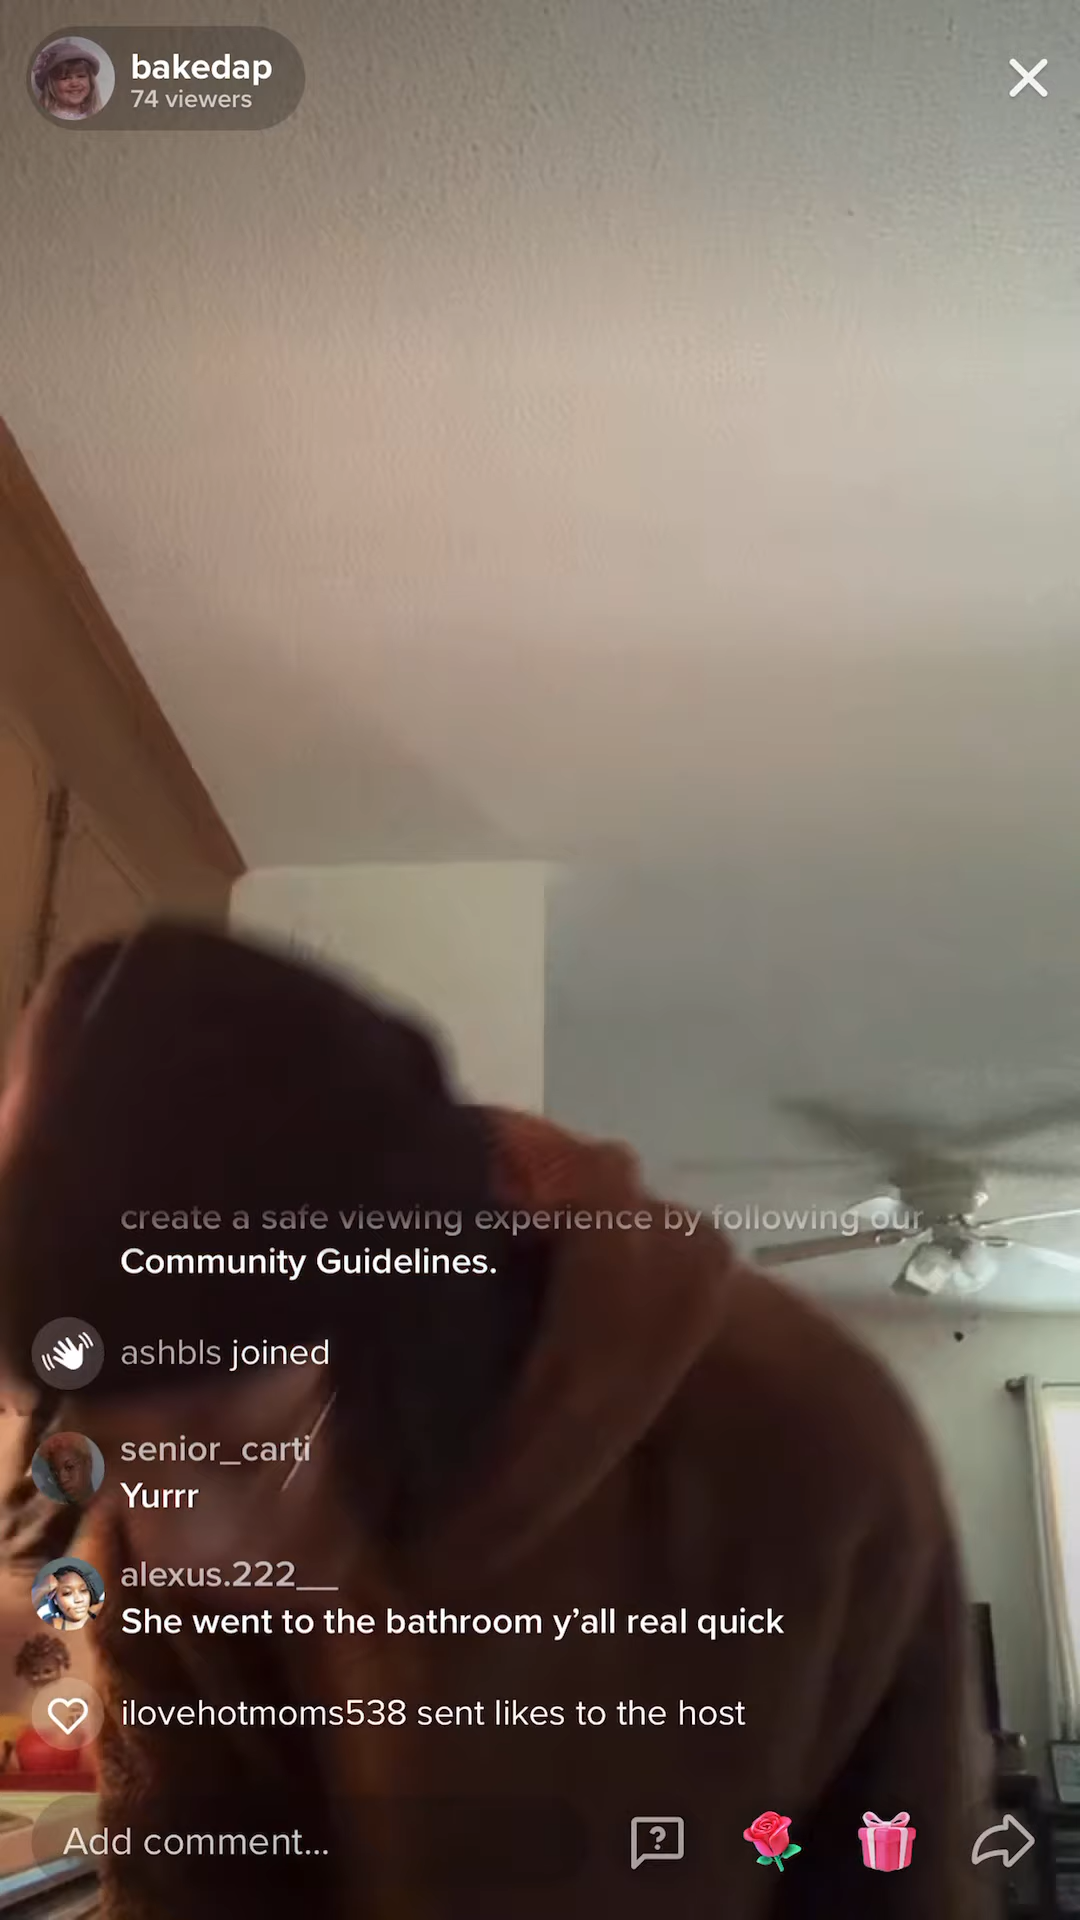 bakedap
74 viewers
create a safe viewing experience by following our
Community Guidelines.
ashbls joined
senior_carti
Yurrr
alexus.222__
She went to the bathroom y’all real quick
ilovehotmoms538 sent likes to the host
Add comment...